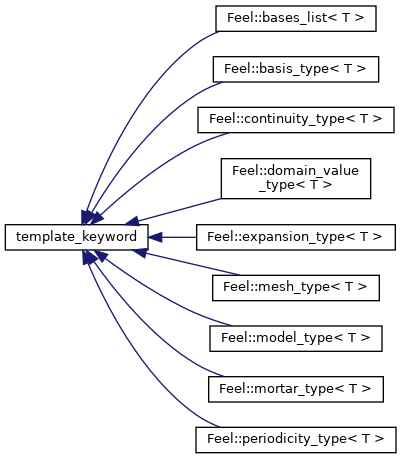 Feel::bases_list< T >
Feel::basis_type< T >
Feel::continuity_type< T >
Feel::domain_value
_type< T >
template_keyword
Feel::expansion_type< T >
Feel::mesh_type< T >
Feel::model_type< T >
Feel::mortar_type< T >
Feel::periodicity_type< T >